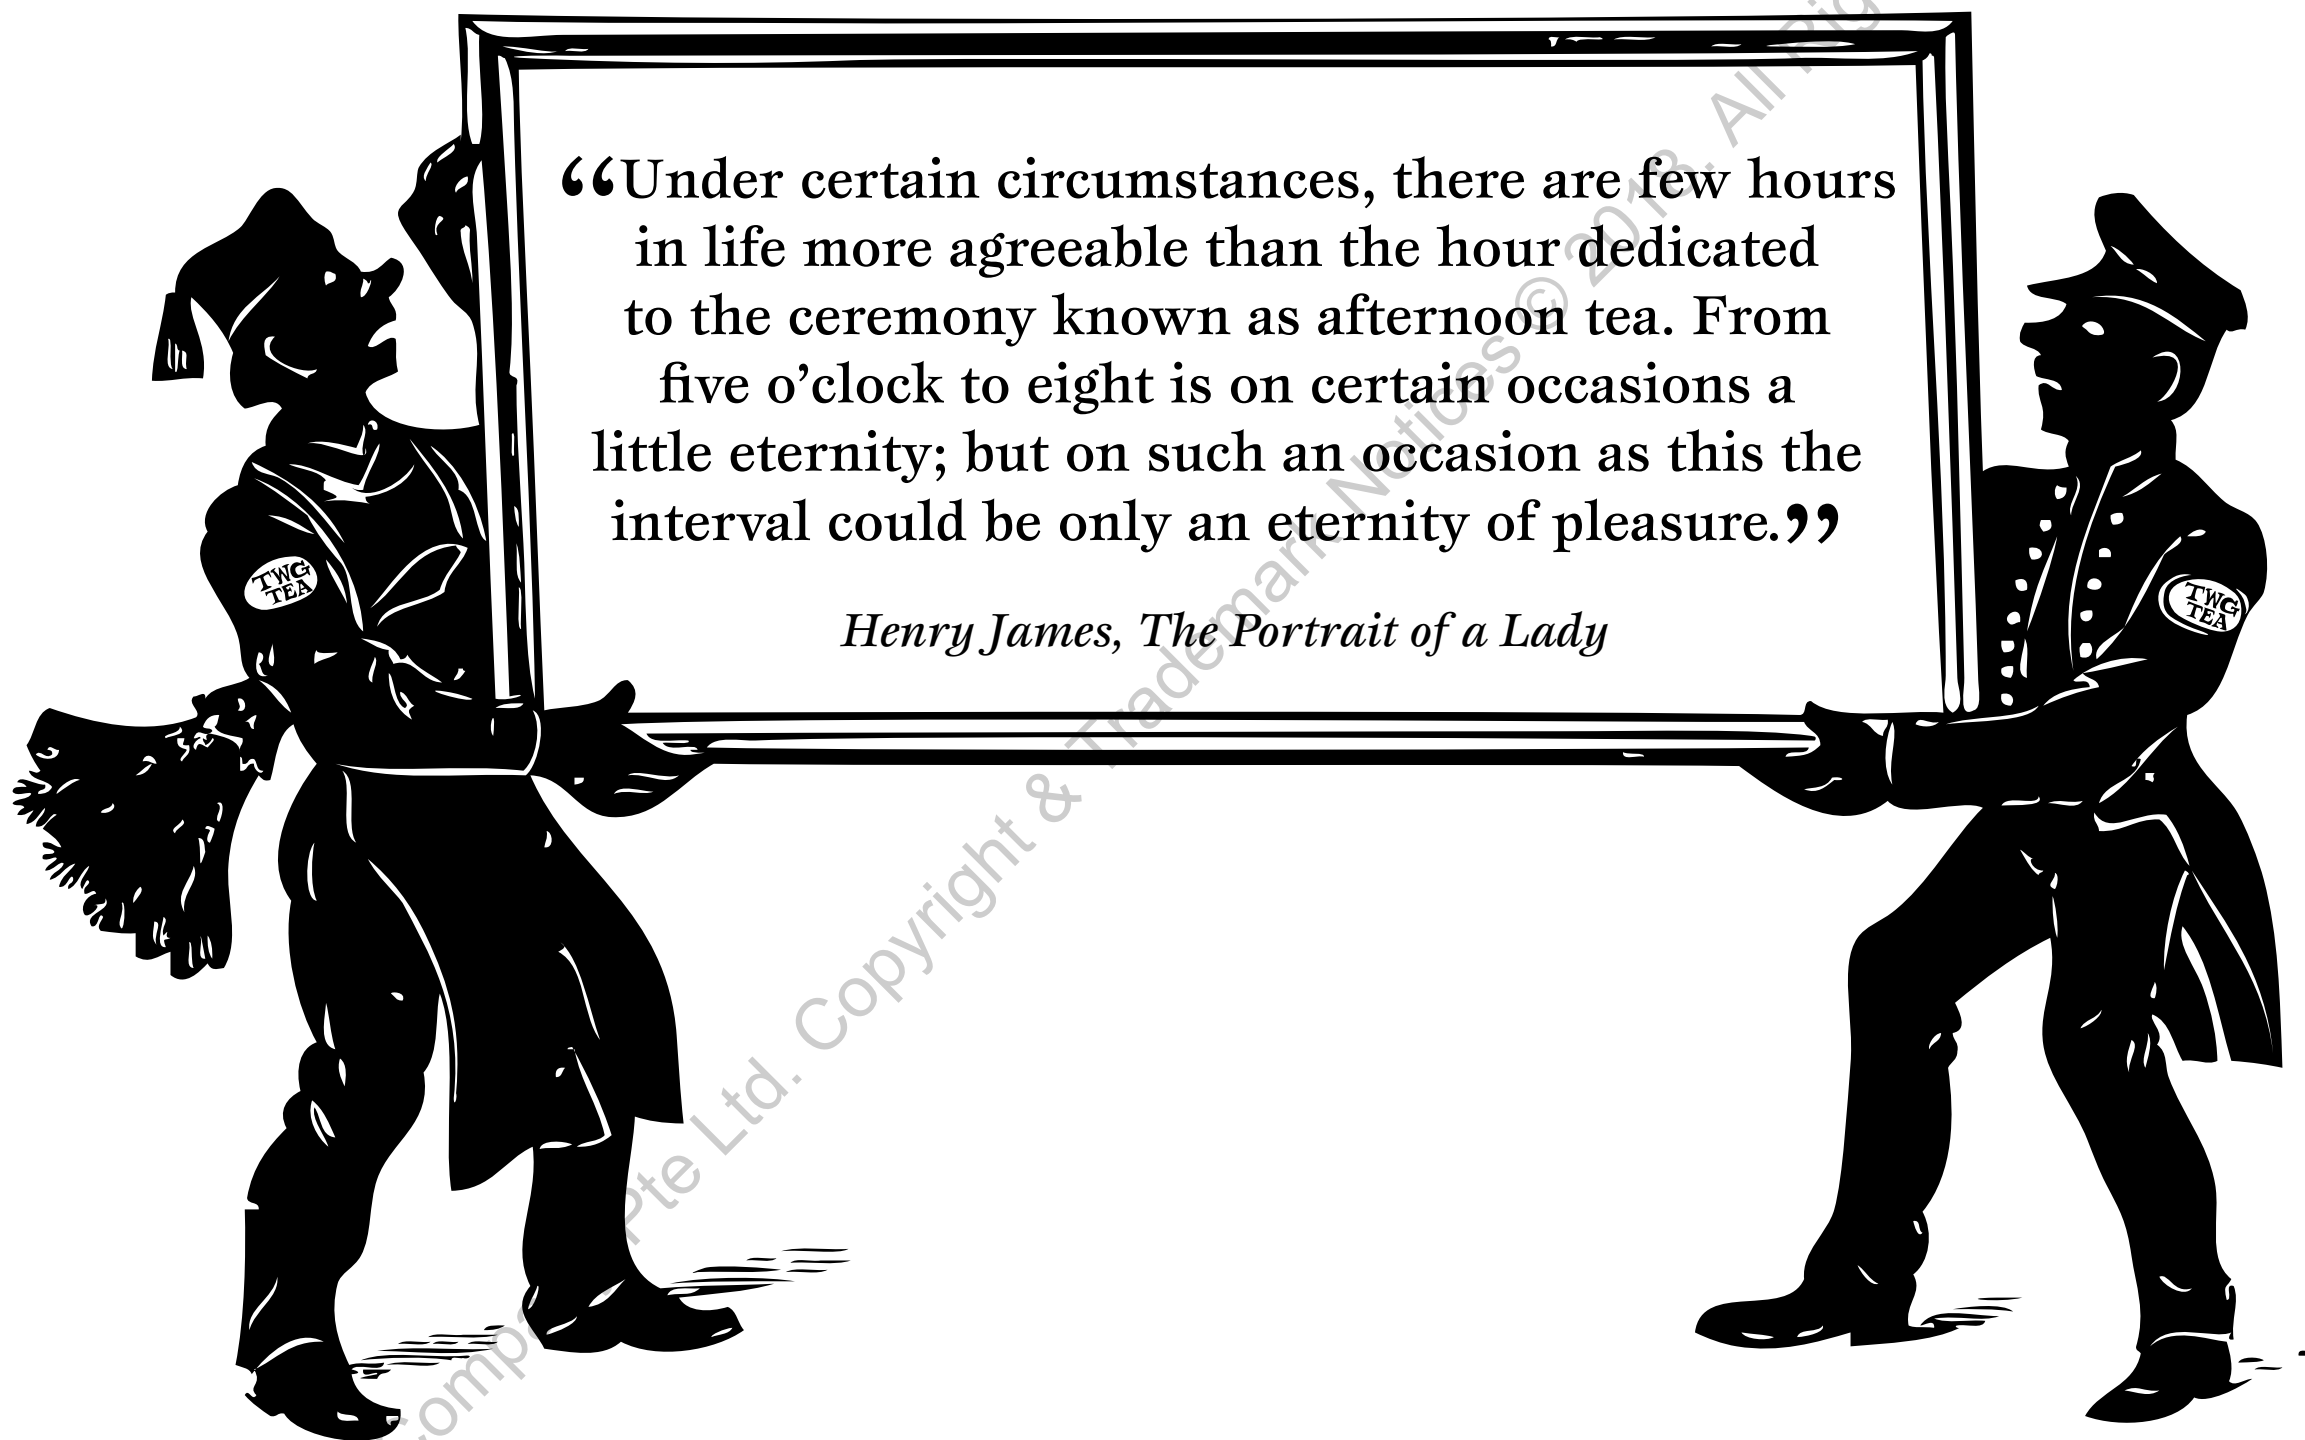 “Under certain circumstances, there are few hours
in life more agreeable than the hour dedicated
to the ceremony known as afternoon tea. From
five o’clock to eight is on certain occasions a
little eternity; but on such an occasion as this the
interval could be only an eternity of pleasure.”
Henry James, The Portrait of a Lady
TWG
TEA
TWG
TEA
Pte Ltd. Copyright & Trademark Notices © 2018. All